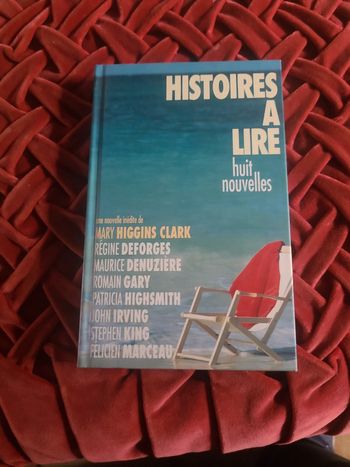 HISTOIRES
A
LIRE
huit
nouvelles
une nouvelle inédite de
MARY HIGGINS CLARK
RÉGINE DEFORGES
MAURICE DENUZIÈRE
ROMAIN GARY
PATRICIA HIGHSMITH
JOHN IRVING
STEPHEN KING
FÉLICIEN MARCEAU